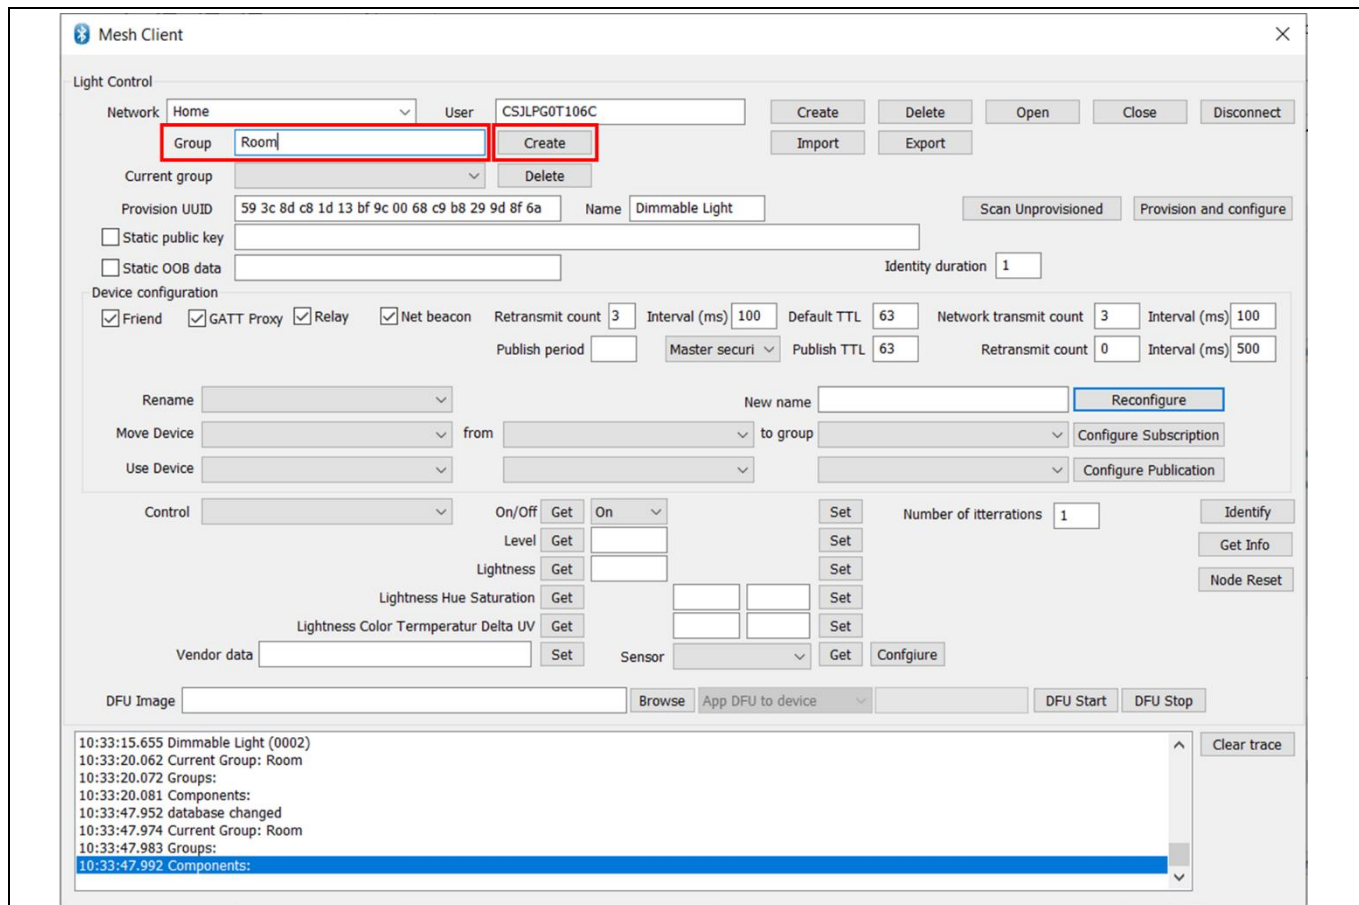 Mesh Client
Light Control
Network Home User CSJLPG0T106C Create Delete Open Close Disconnect
Group Room Create Import Export
Current group Delete
Provision UUID 59 3c 8d c8 1d 13 bf 9c 00 68 c9 b8 29 9d 8f 6a Name Dimmable Light Scan Unprovisioned Provision and configure
Static public key
Static OOB data Identity duration 1
Device configuration
Friend GATT Proxy Relay Net beacon Retransmit count 3 Interval (ms) 100 Default TTL 63 Network transmit count 3 Interval (ms) 100
Publish period Master securi Publish TTL 63 Retransmit count 0 Interval (ms) 500
Rename New name Reconfigure
Move Device from to group Configure Subscription
Use Device Configure Publication
Control On/Off Get On Set Number of itterrations 1 Identify
Level Get Set Get Info
Lightness Get Set Node Reset
Lightness Hue Saturation Get Set
Lightness Color Termperatur Delta UV Get Set
Vendor data Set Sensor Get Confgiure
DFU Image Browse App DFU to device DFU Start DFU Stop
10:33:15.655 Dimmable Light (0002) Clear trace
10:33:20.062 Current Group: Room
10:33:20.072 Groups:
10:33:20.081 Components:
10:33:47.952 database changed
10:33:47.974 Current Group: Room
10:33:47.983 Groups:
10:33:47.992 Components: